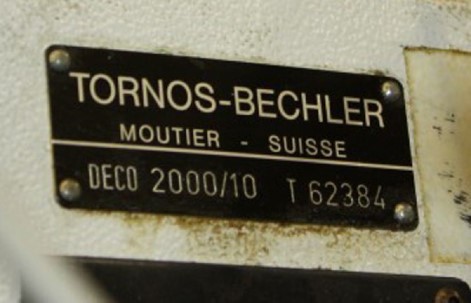 TORNOS-BECHLER
MOUTIER - SUISSE
DECO 2000/10 T 62384